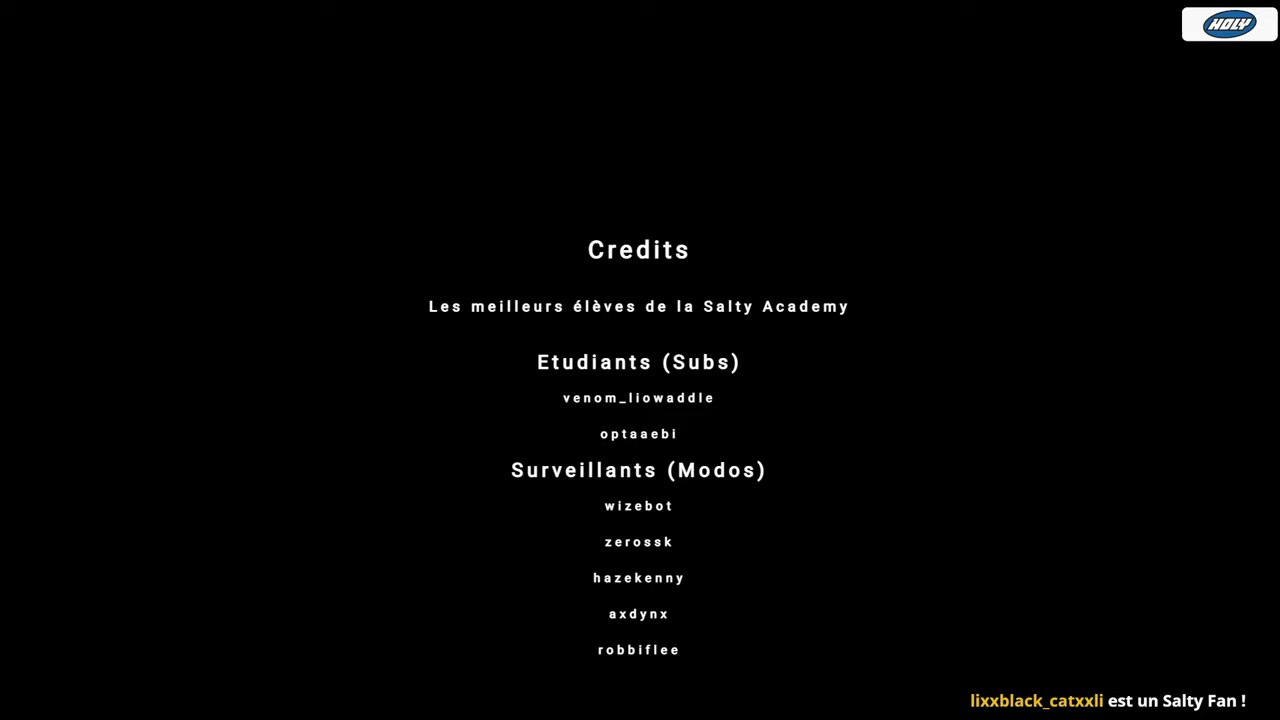 HOLY
Credits
Les meilleurs élèves de la Salty Academy
Etudiants (Subs)
venom_liowaddle
optaaebi
Surveillants (Modos)
wizebot
zerossk
hazekenny
axdynx
robbiflee
lixxblack_catxxli est un Salty Fan !